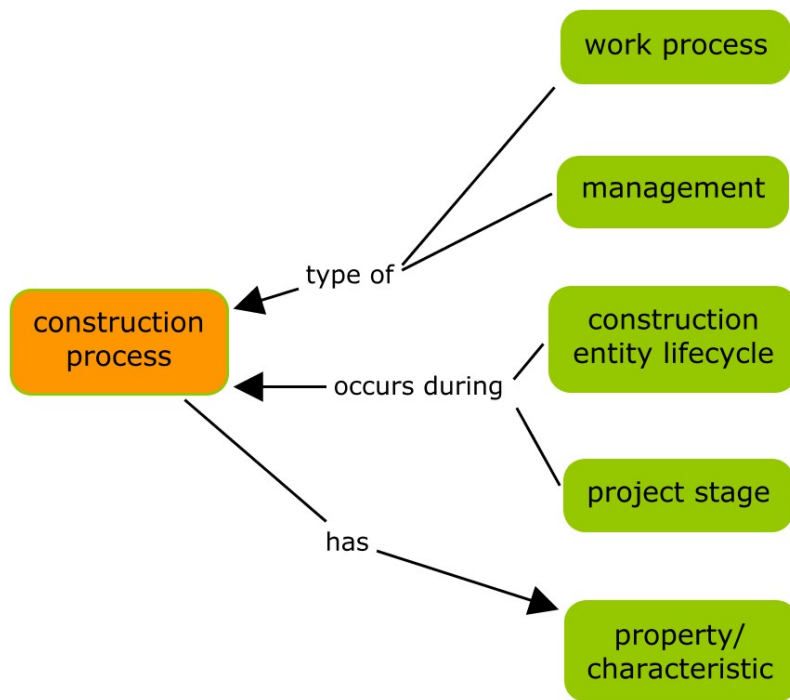 work process
management
type of
construction
process
construction
entity lifecycle
occurs during
project stage
has
property/
characteristic